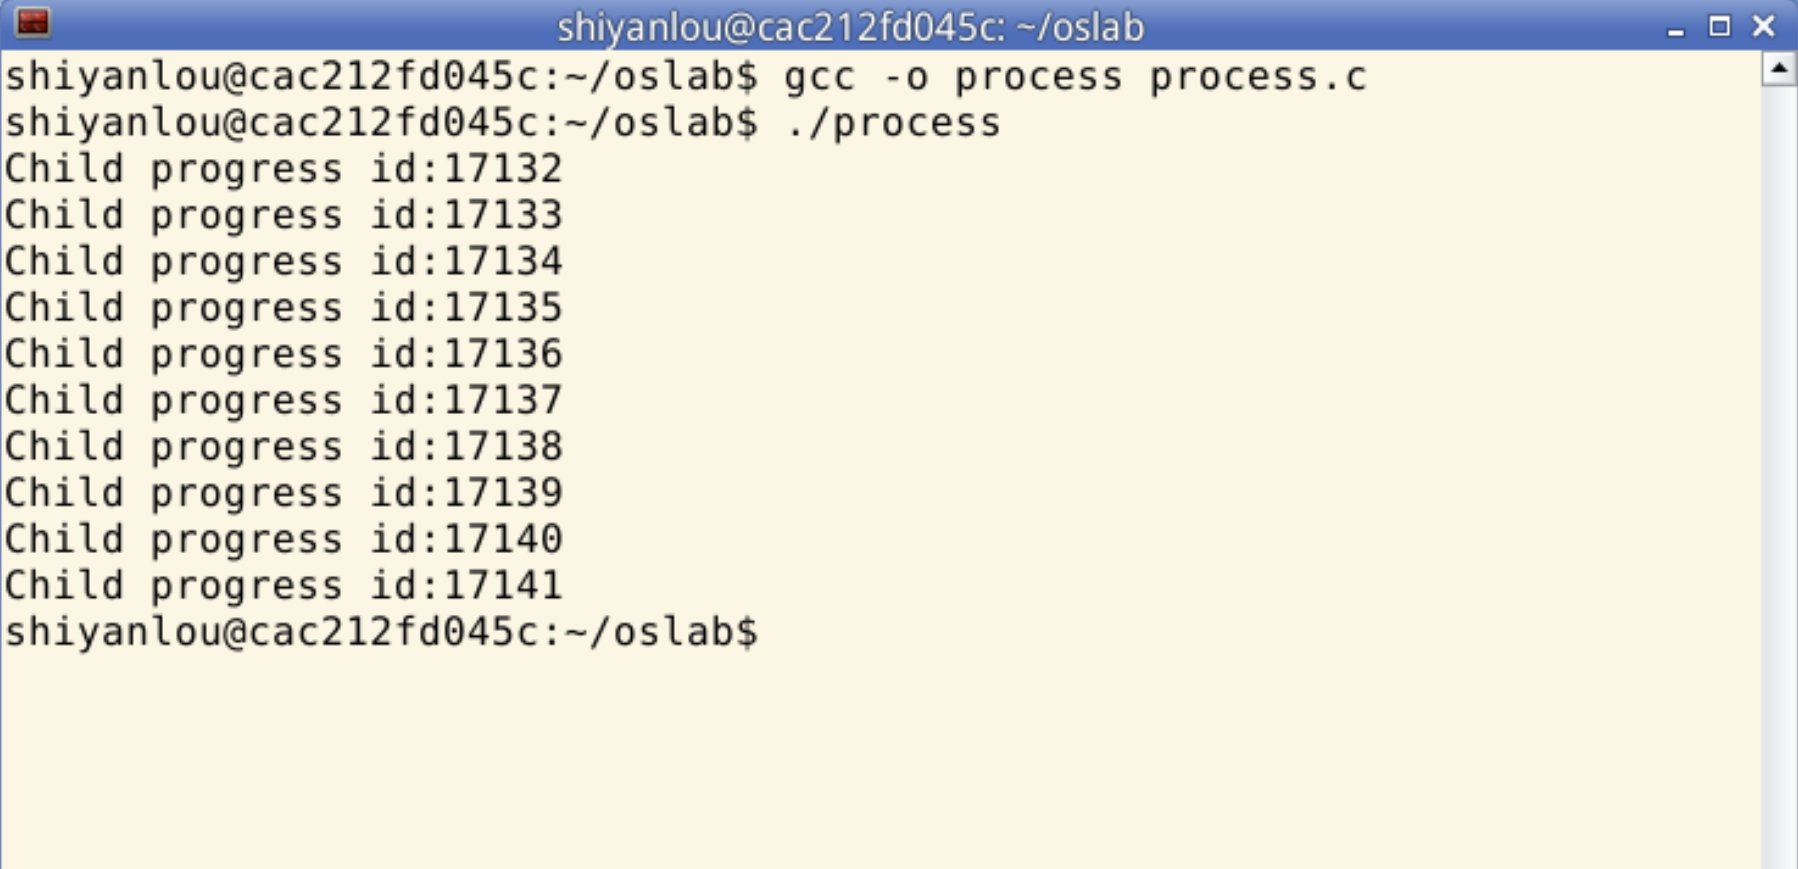 shiyanlou@cac212fd045c: ~/oslab
shiyanlou@cac212fd045c:~/oslab$ gcc -o process process.c
shiyanlou@cac212fd045c:~/oslab$ ./process
Child progress id:17132
Child progress id:17133
Child progress id:17134
Child progress id:17135
Child progress id:17136
Child progress id:17137
Child progress id:17138
Child progress id:17139
Child progress id:17140
Child progress id:17141
shiyanlou@cac212fd045c:~/oslab$